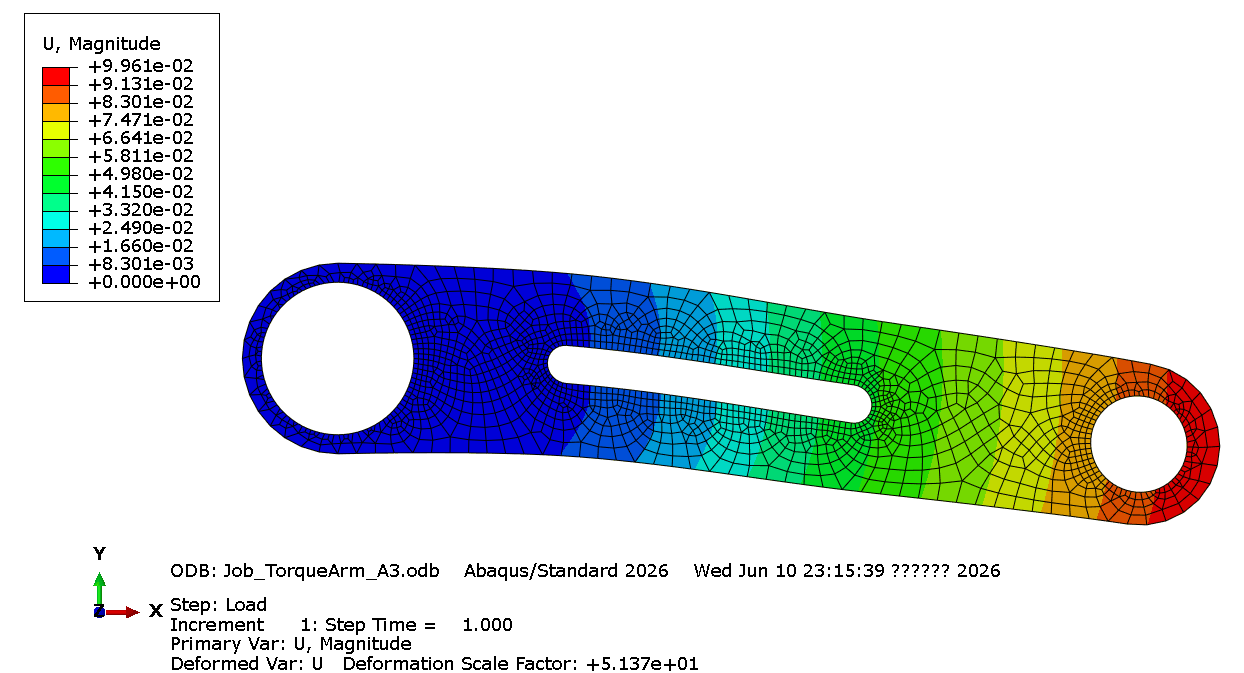 U, Magnitude
+9.961e-02
+9.131e-02
+8.301e-02
+7.471e-02
+6.641e-02
+5.811e-02
+4.980e-02
+4.150e-02
+3.320e-02
+2.490e-02
+1.660e-02
+8.301e-03
+0.000e+00
Y
Z X
ODB: Job_TorqueArm_A3.odb Abaqus/Standard 2026 Wed Jun 10 23:15:39 ?????? 2026
Step: Load
Increment 1: Step Time = 1.000
Primary Var: U, Magnitude
Deformed Var: U Deformation Scale Factor: +5.137e+01